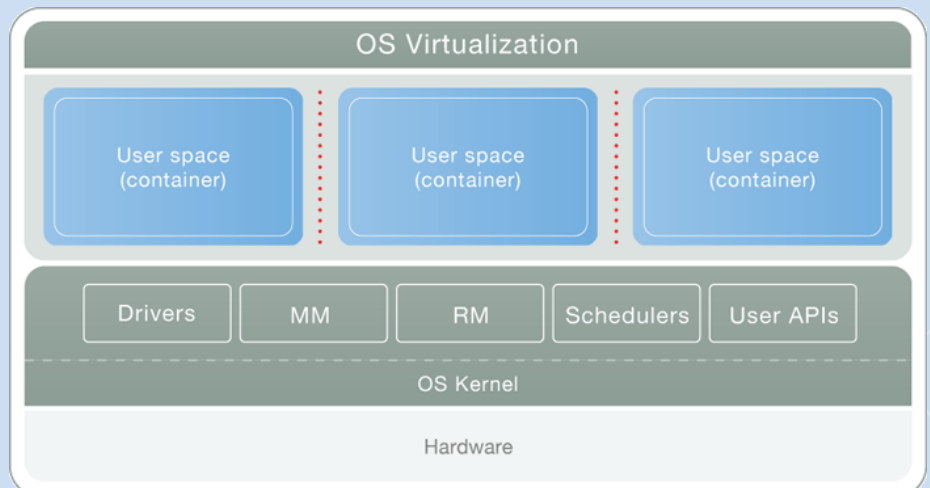 OS Virtualization
User space
(container)
User space
(container)
User space
(container)
Drivers
MM
RM
Schedulers
User APIs
OS Kernel
Hardware